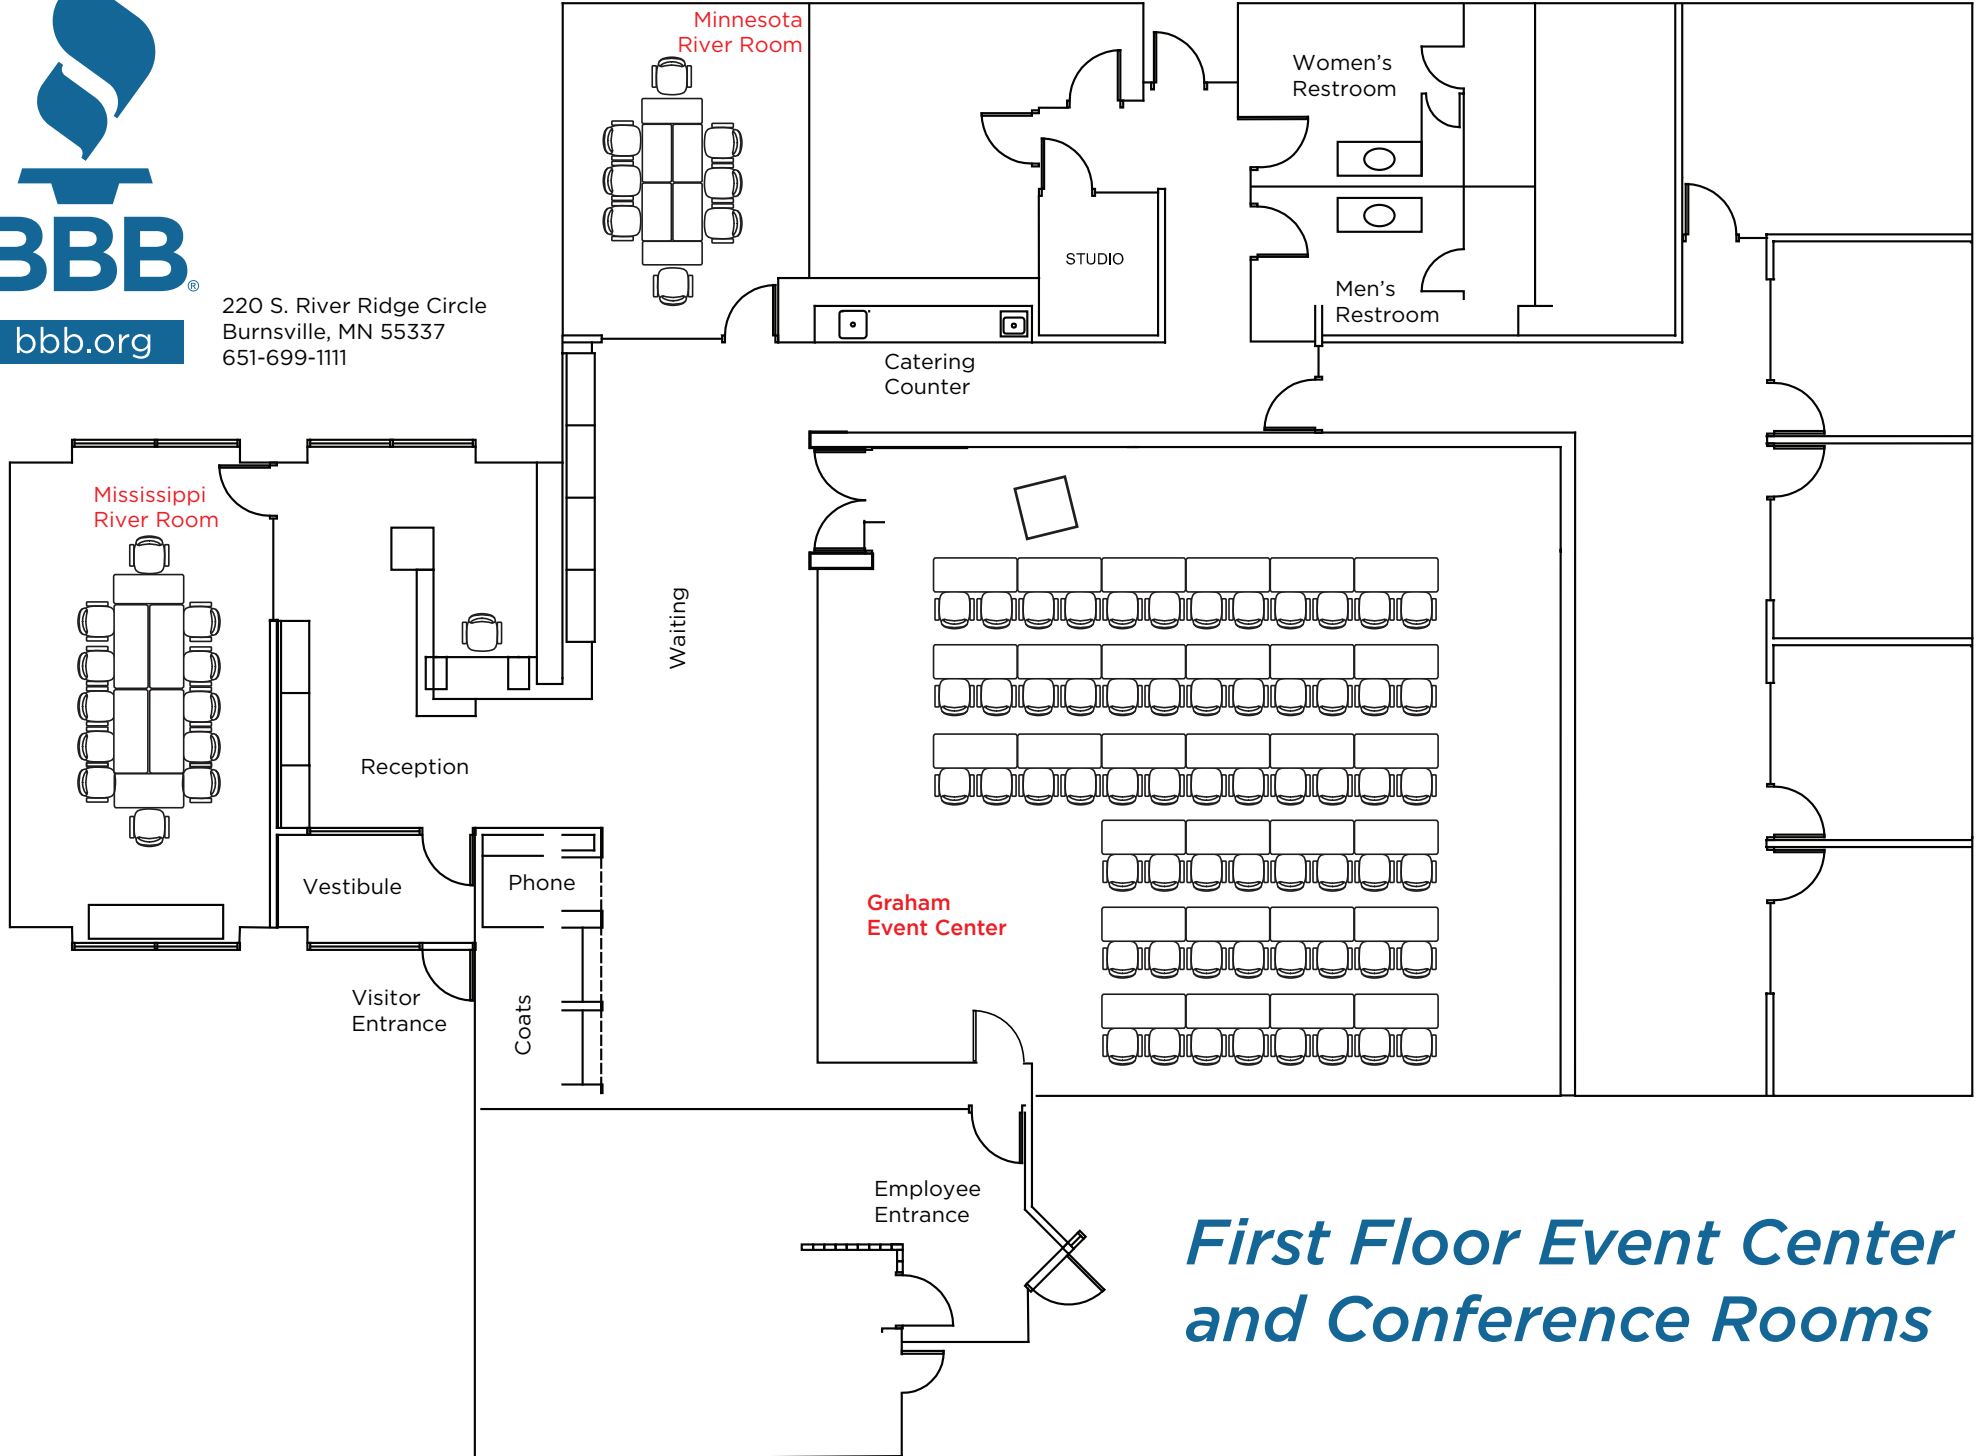 BBB®
bbb.org
220 S. River Ridge Circle
Burnsville, MN 55337
651-699-1111
Minnesota
River Room
Women's
Restroom
STUDIO
Men's
Restroom
Catering
Counter
Mississippi
River Room
Waiting
Reception
Vestibule
Phone
Graham
Event Center
Visitor
Entrance
Coats
Employee
Entrance
First Floor Event Center
and Conference Rooms